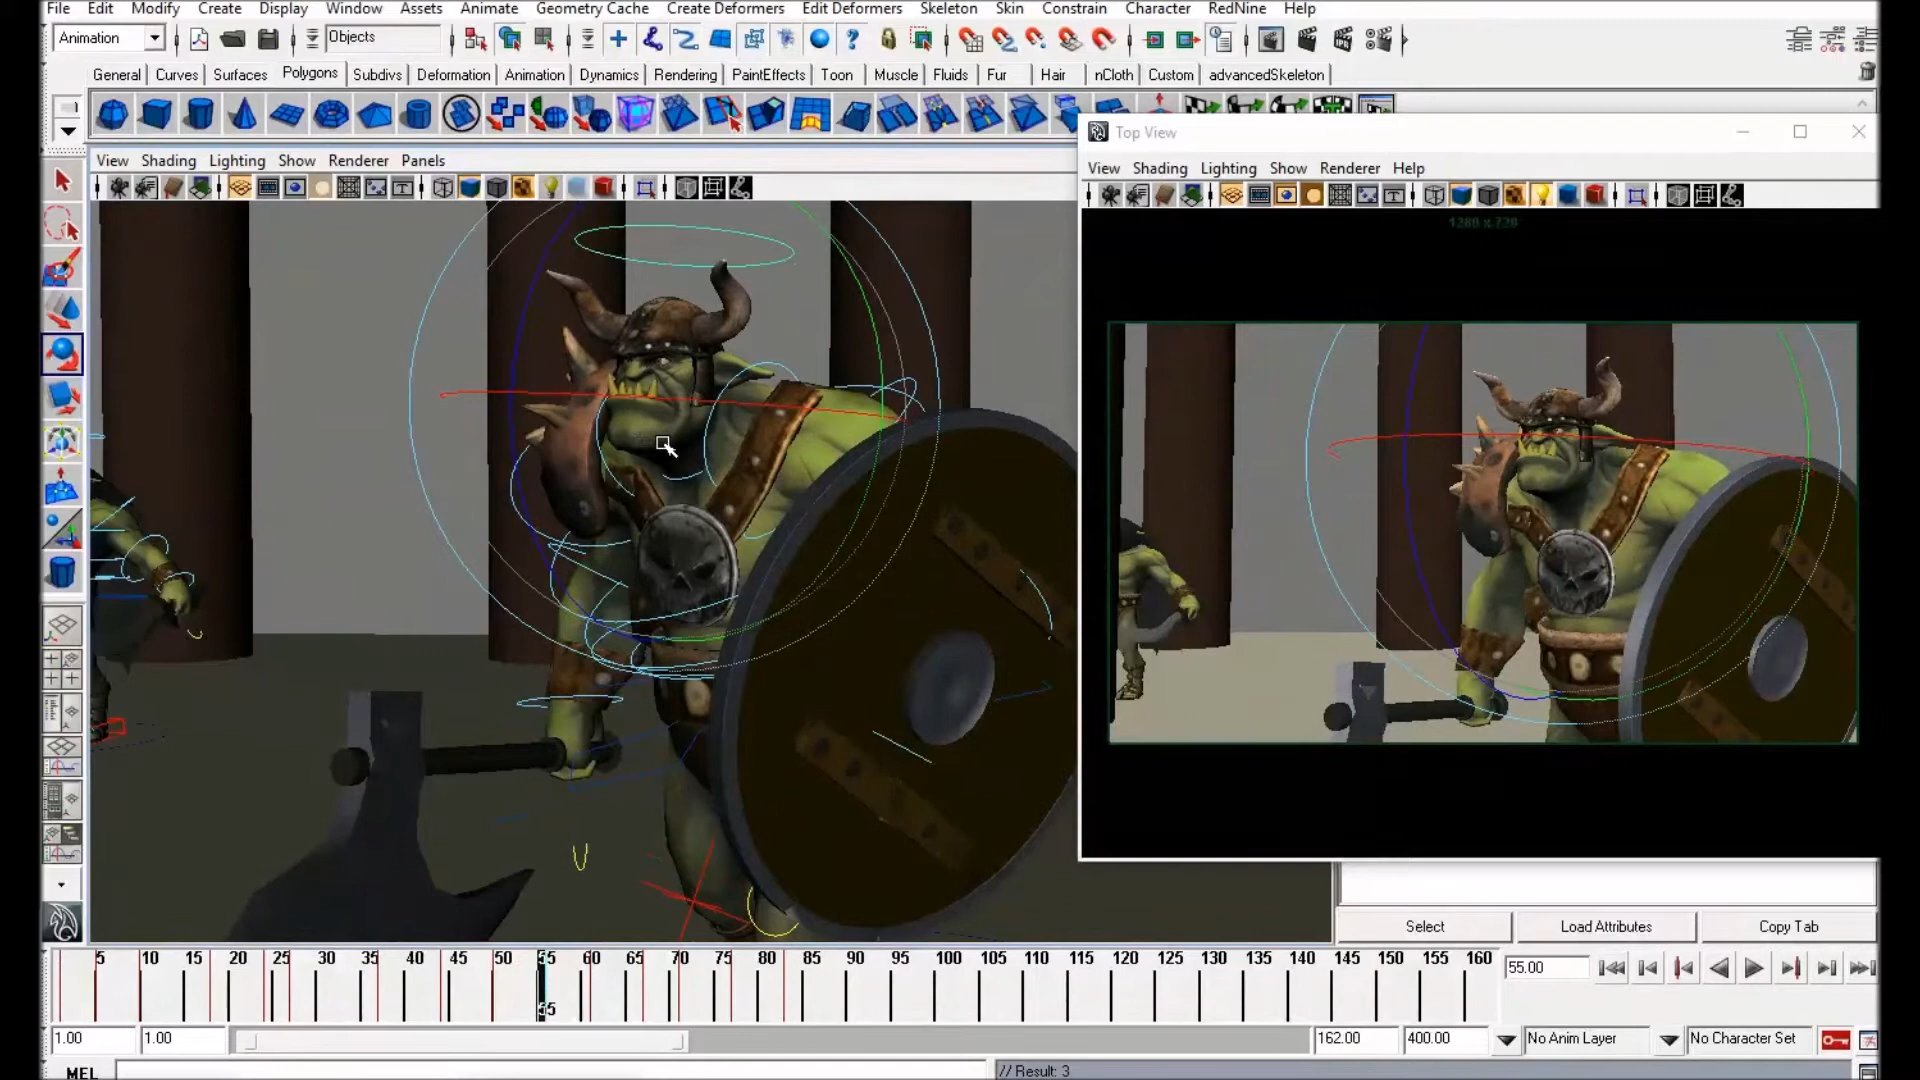 File Edit Modify Create Display Window Assets Animate Geometry Cache Create Deformers Edit Deformers Skeleton Skin Constrain Character RedNine Help
Animation Objects
General Curves Surfaces Polygons Subdivs Deformation Animation Dynamics Rendering PaintEffects Toon Muscle Fluids Fur Hair nCloth Custom advancedSkeleton
Top View
View Shading Lighting Show Renderer Panels
View Shading Lighting Show Renderer Help
1280 x 720
Select Load Attributes Copy Tab
5 10 15 20 25 30 35 40 45 50 55 60 65 70 75 80 85 90 95 100 105 110 115 120 125 130 135 140 145 150 155 160
55.00
55
1.00 1.00 162.00 400.00 No Anim Layer No Character Set
MEL // Result: 3